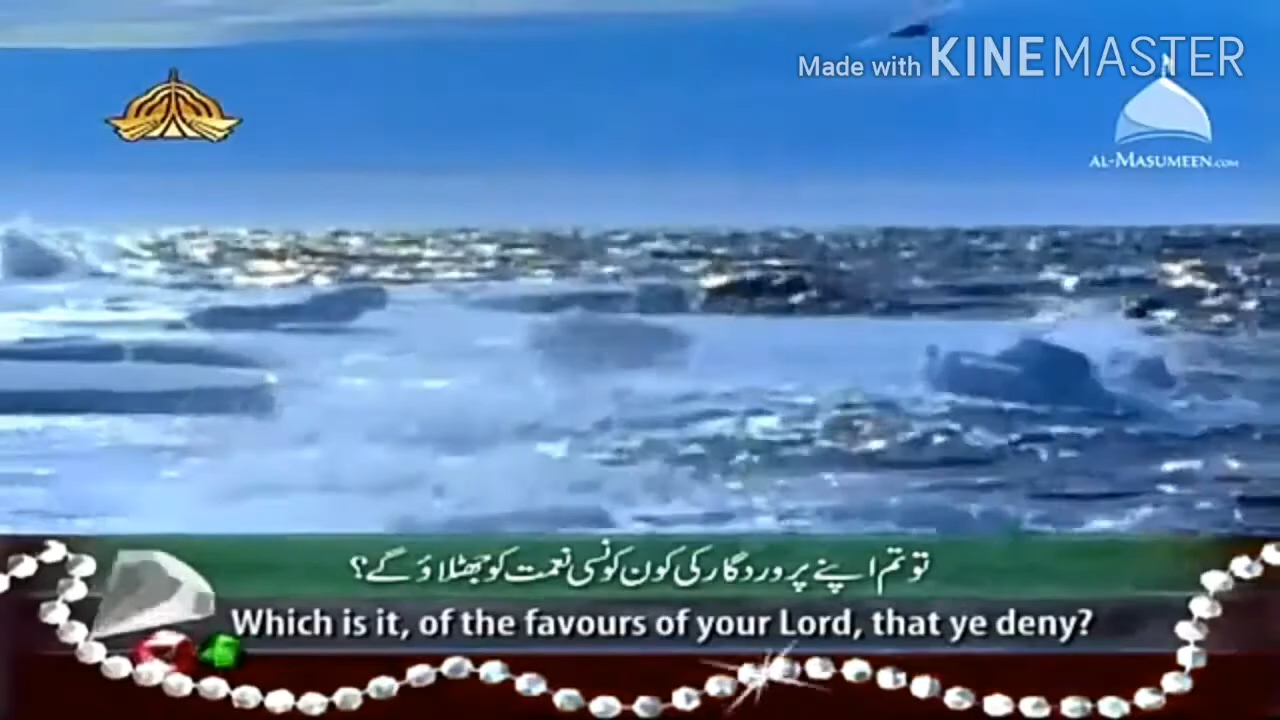 Made with KINEMASTER
AL-MASUMEEN.COM
تو تم اپنے پروردگار کی کون کونسی نعمت کو جھٹلاؤ گے؟
Which is it, of the favours of your Lord, that ye deny?